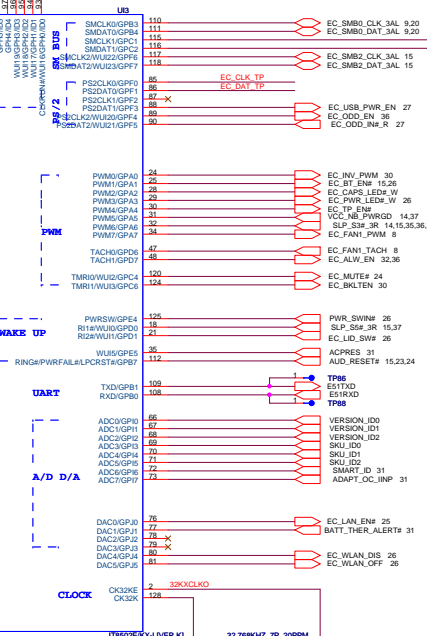 UI3
SMCLK0/GPB3 110 EC_SMB0_CLK_3AL 9,20
SMDAT0/GPB4 111 EC_SMB0_DAT_3AL 9,20
SMCLK1/GPC1 115
SMDAT1/GPC2 116
SMCLK2/WUI22/GPF6 117 EC_SMB2_CLK_3AL 15
SMDAT2/WUI23/GPF7 118 EC_SMB2_DAT_3AL 15
SM BUS
PS2CLK0/GPF0 85 EC_CLK_TP
PS2DAT0/GPF1 86 EC_DAT_TP
PS2CLK1/GPF2 87
PS2DAT1/GPF3 88 EC_USB_PWR_EN 27
PS2CLK2/WUI20/GPF4 89 EC_ODD_EN 36
PS2DAT2/WUI21/GPF5 90 EC_ODD_IN#_R 27
PS/2
PWM0/GPA0 24 EC_INV_PWM 30
PWM1/GPA1 25 EC_BT_EN# 15,26
PWM2/GPA2 28 EC_CAPS_LED#_W
PWM3/GPA3 29 EC_PWR_LED#_W 26
PWM4/GPA4 30 EC_TP_EN#
PWM5/GPA5 31 VCC_NB_PWRGD 14,37
PWM6/GPA6 32 SLP_S3#_3R 14,15,35,36,
PWM7/GPA7 34 EC_FAN1_PWM 8
PWM
TACH0/GPD6 47 EC_FAN1_TACH 8
TACH1/GPD7 48 EC_ALW_EN 32,36
TMRI0/WUI2/GPC4 120 EC_MUTE# 24
TMRI1/WUI3/GPC6 124 EC_BKLTEN 30
PWRSW/GPE4 125 PWR_SWIN# 26
RI1#/WUI0/GPD0 18 SLP_S5#_3R 15,37
RI2#/WUI1/GPD1 21 EC_LID_SW# 26
WAKE UP
WUI5/GPE5 35 ACPRES 31
RING#/PWRFAIL#/LPCRST#/GPB7 112 AUD_RESET# 15,23,24
1 TP86
TXD/GPB1 109 E51TXD
UART
RXD/GPB0 108 E51RXD
1 TP88
ADC0/GPI0 66 VERSION_ID0
ADC1/GPI1 67 VERSION_ID1
ADC2/GPI2 68 VERSION_ID2
ADC3/GPI3 69 SKU_ID0
ADC4/GPI4 70 SKU_ID1
ADC5/GPI5 71 SKU_ID2
ADC6/GPI6 72 SMART_ID 31
ADC7/GPI7 73 ADAPT_OC_IINP 31
A/D D/A
DAC0/GPJ0 76 EC_LAN_EN# 25
DAC1/GPJ1 77 BATT_THER_ALERT# 31
DAC2/GPJ2 78
DAC3/GPJ3 79
DAC4/GPJ4 80 EC_WLAN_DIS 26
DAC5/GPJ5 81 EC_WLAN_OFF 26
CK32KE 2 32KXCLKO
CLOCK
CK32K 128